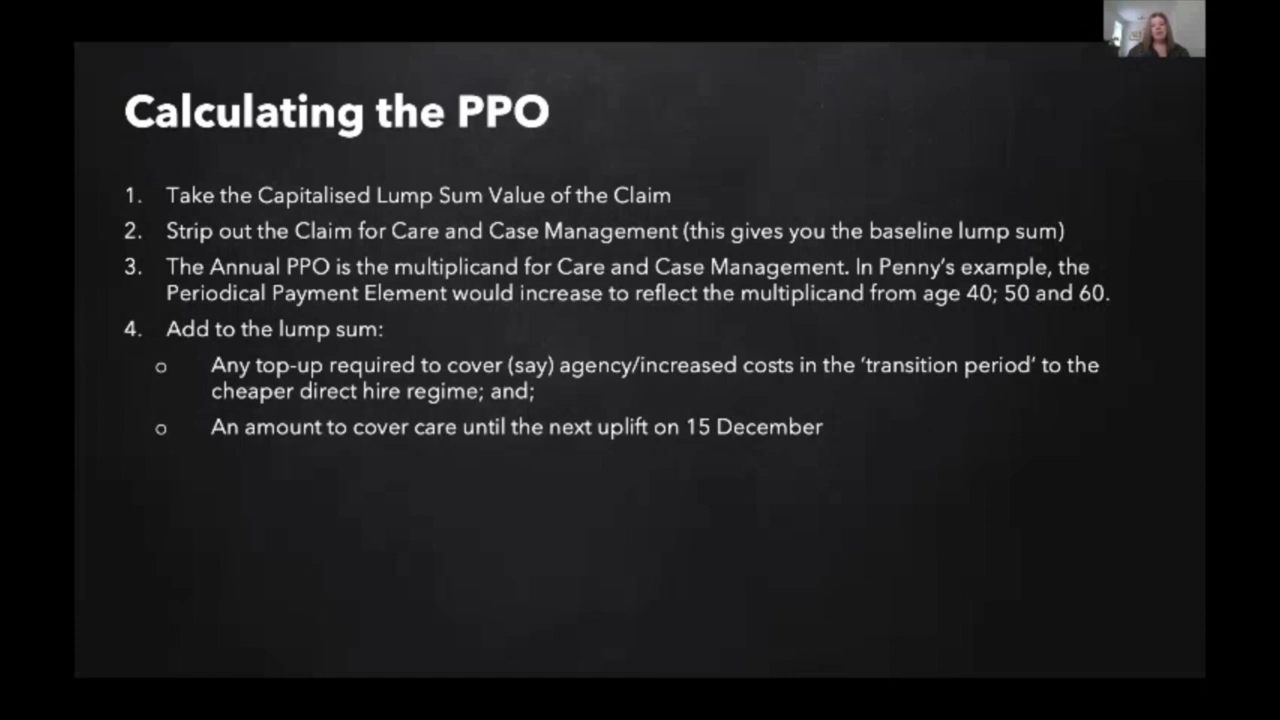 Calculating the PPO
1. Take the Capitalised Lump Sum Value of the Claim
2. Strip out the Claim for Care and Case Management (this gives you the baseline lump sum)
3. The Annual PPO is the multiplicand for Care and Case Management. In Penny’s example, the
Periodical Payment Element would increase to reflect the multiplicand from age 40; 50 and 60.
4. Add to the lump sum:
o Any top-up required to cover (say) agency/increased costs in the ‘transition period’ to the
cheaper direct hire regime; and;
o An amount to cover care until the next uplift on 15 December